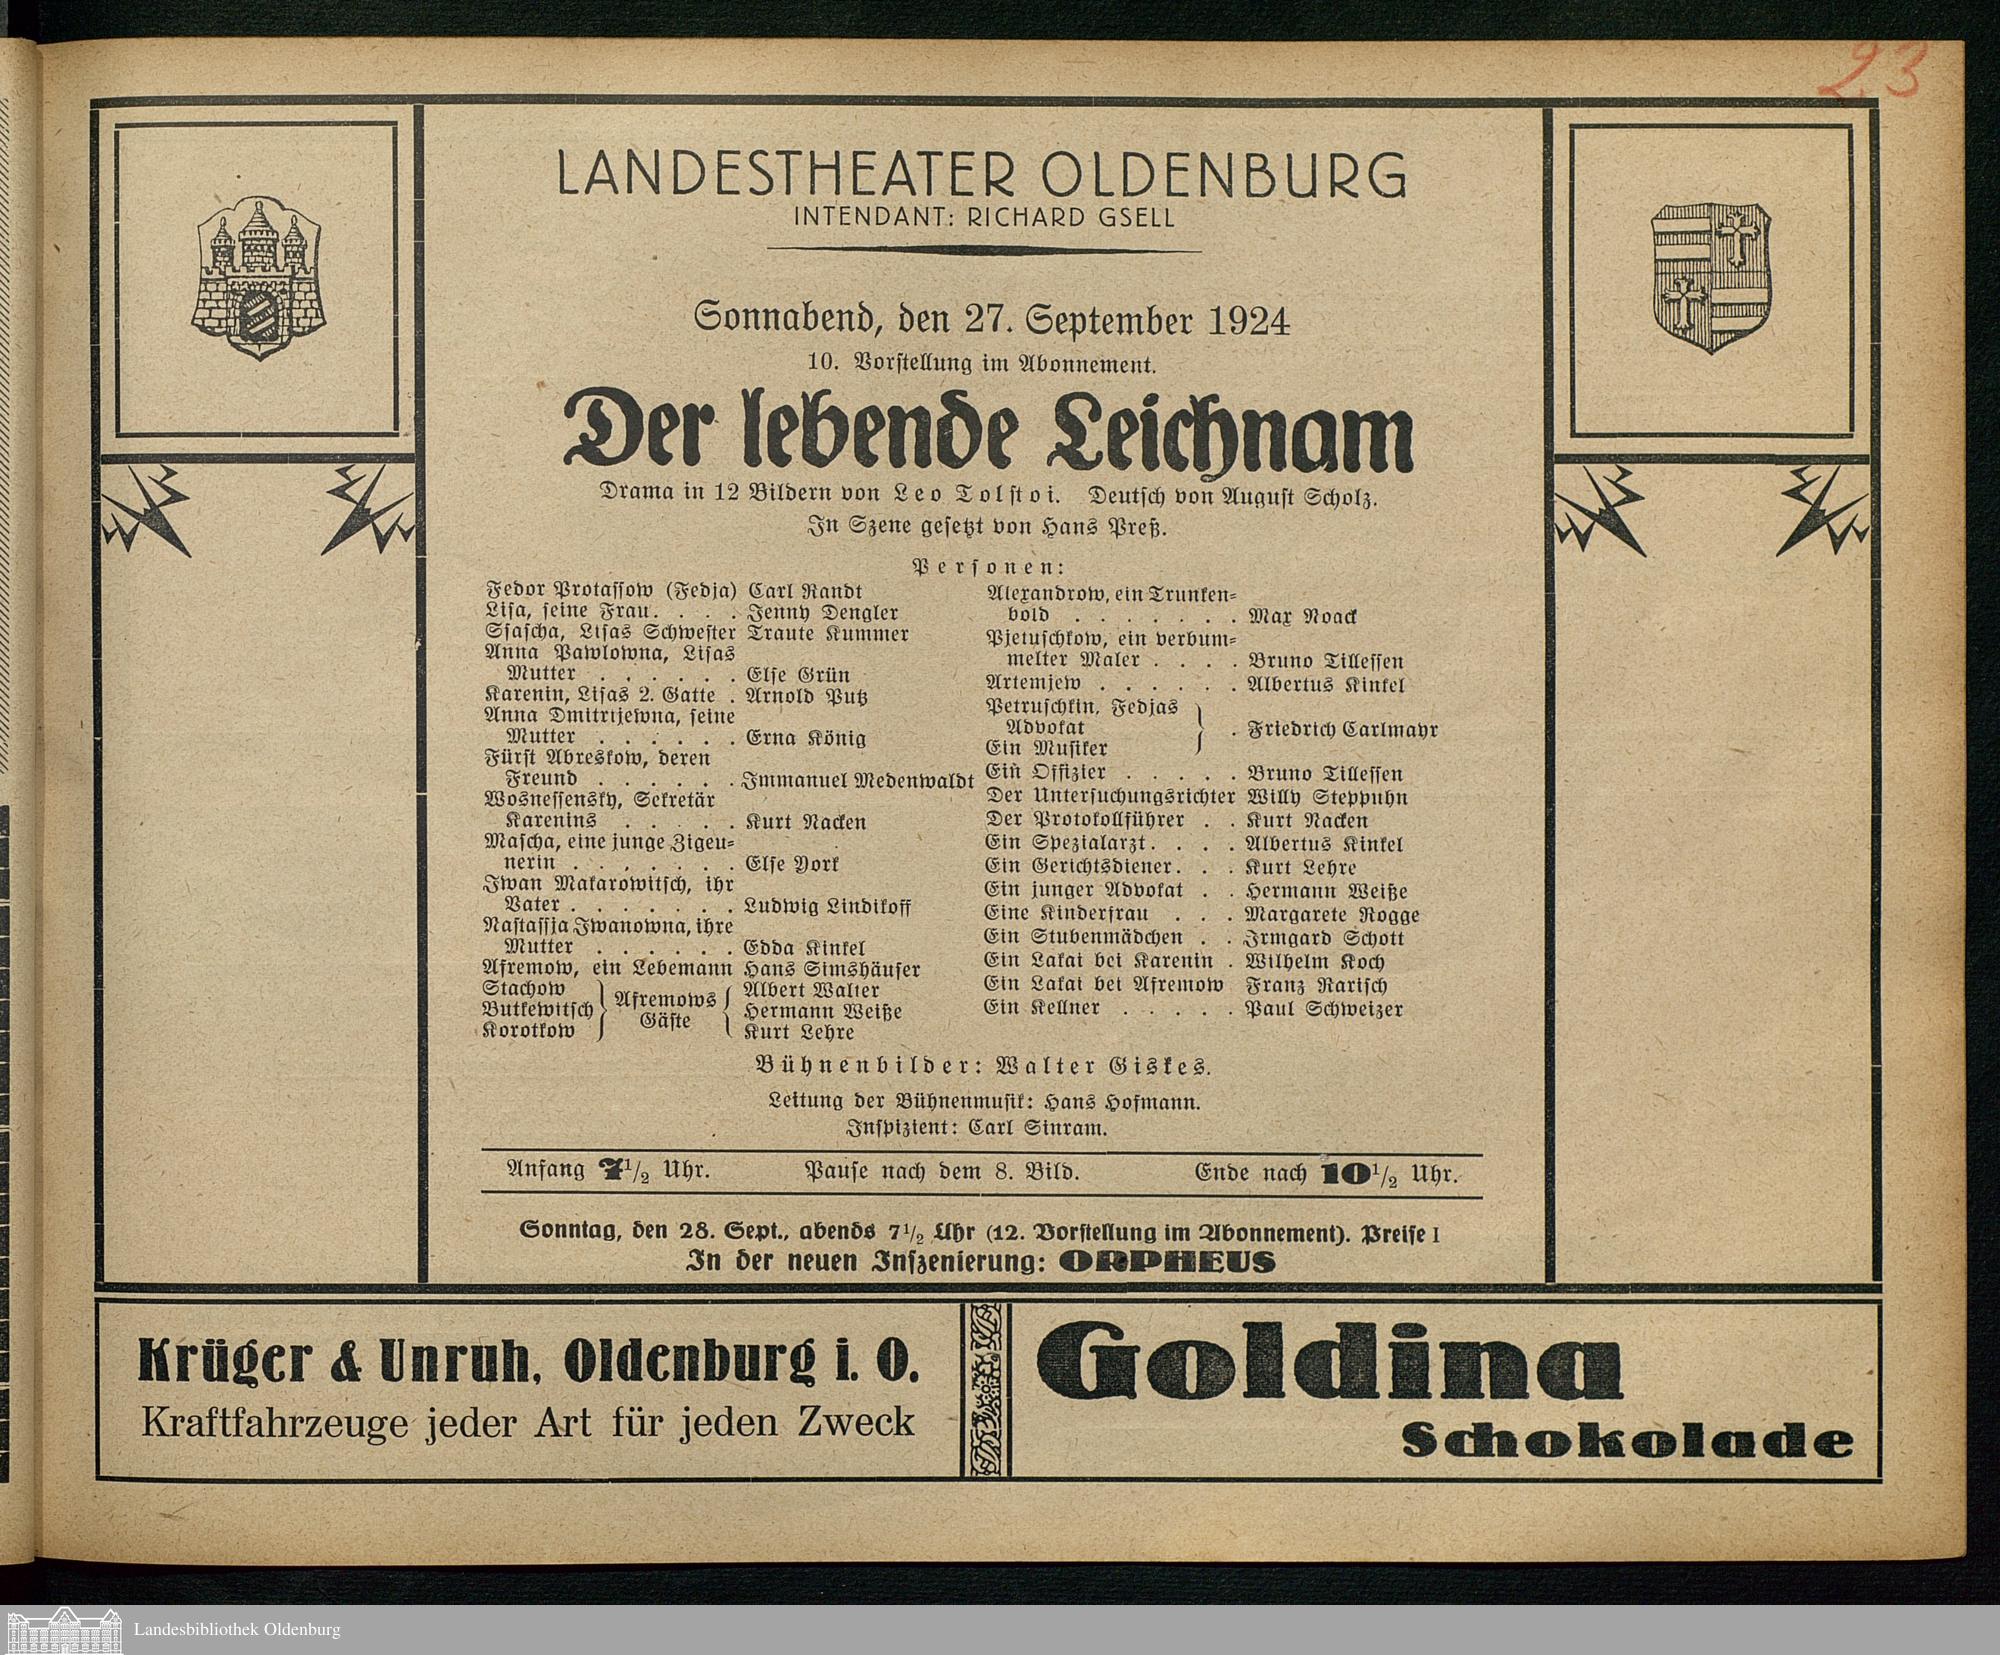 23
LANDESTHEATER OLDENBURG
INTENDANT: RICHARD GSELL
Sonnabend, den 27. September 1924
10. Vorstellung im Abonnement.
Der lebende Leichnam
Drama in 12 Bildern von Leo Tolstoi. Deutsch von August Scholz.
In Szene gesetzt von Hans Preß.
Personen:
Fedor Protassow (Fedja) Carl Randt
Lisa, seine Frau. . . . . Jenny Dengler
Ssascha, Lisas Schwester Traute Kummer
Anna Pawlowna, Lisas
Mutter . . . . . . Else Grün
Karenin, Lisas 2. Gatte . Arnold Putz
Anna Dmitrijewna, seine
Mutter . . . . . . Erna König
Fürst Abreskow, deren
Freund . . . . . . Immanuel Medenwaldt
Wosnessensky, Sekretär
Karenins . . . . . Kurt Nacken
Mascha, eine junge Zigeu-
nerin . . . . . . . Else York
Iwan Makarowitsch, ihr
Vater . . . . . . . Ludwig Lindikoff
Nastassja Iwanowna, ihre
Mutter . . . . . . Edda Kinkel
Afremow, ein Lebemann Hans Simshäuser
Stachow } Afremows { Albert Walter
Butkewitsch } Gäste { Hermann Weiße
Korotkow } { Kurt Lehre
Alexandrow, ein Trunken-
bold . . . . . . . Max Noack
Pjetuschkow, ein verbum-
melter Maler . . . . Bruno Tillessen
Artemjew . . . . . . Albertus Kinkel
Petruschkin, Fedjas
Advokat } . Friedrich Carlmayr
Ein Musiker
Ein Offizier . . . . . Bruno Tillessen
Der Untersuchungsrichter Willy Steppuhn
Der Protokollführer . . Kurt Nacken
Ein Spezialarzt. . . . Albertus Kinkel
Ein Gerichtsdiener. . . Kurt Lehre
Ein junger Advokat . . Hermann Weiße
Eine Kinderfrau . . . Margarete Rogge
Ein Stubenmädchen . . Irmgard Schott
Ein Lakai bei Karenin . Wilhelm Koch
Ein Lakai bei Afremow Franz Rarisch
Ein Kellner . . . . . Paul Schweizer
Bühnenbilder: Walter Giskes.
Leitung der Bühnenmusik: Hans Hofmann.
Inspizient: Carl Sinram.
Anfang 7 1/2 Uhr. Pause nach dem 8. Bild. Ende nach 10 1/2 Uhr.
Sonntag, den 28. Sept., abends 7 1/2 Uhr (12. Vorstellung im Abonnement). Preise I
In der neuen Inszenierung: ORPHEUS
Krüger & Unruh, Oldenburg i. O.
Kraftfahrzeuge jeder Art für jeden Zweck
Goldina
Schokolade
Landesbibliothek Oldenburg